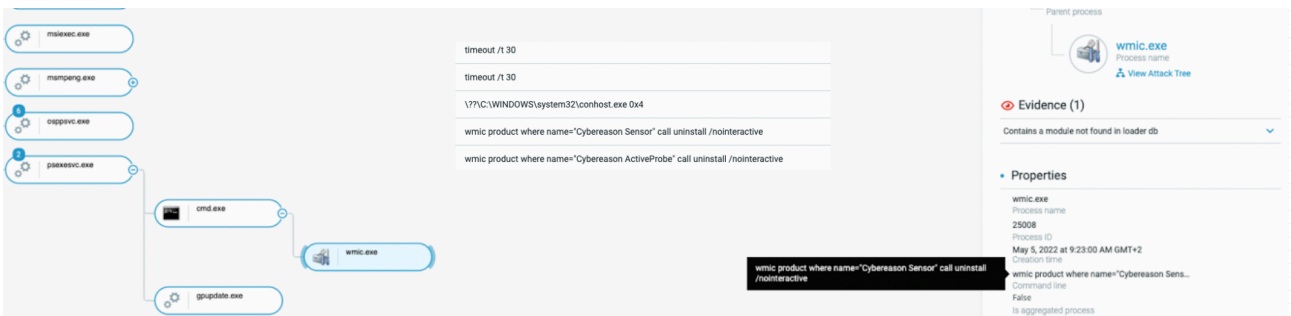 msiexec.exe
msmpeng.exe
6
osppsvc.exe
2
psexesvc.exe
cmd.exe
wmic.exe
gpupdate.exe
timeout /t 30
timeout /t 30
\??\C:\WINDOWS\system32\conhost.exe 0x4
wmic product where name="Cybereason Sensor" call uninstall /nointeractive
wmic product where name="Cybereason ActiveProbe" call uninstall /nointeractive
wmic product where name="Cybereason Sensor" call uninstall
/nointeractive
Parent process
wmic.exe
Process name
View Attack Tree
Evidence (1)
Contains a module not found in loader db
Properties
wmic.exe
Process name
25008
Process ID
May 5, 2022 at 9:23:00 AM GMT+2
Creation time
wmic product where name="Cybereason Sens...
Command line
False
Is aggregated process